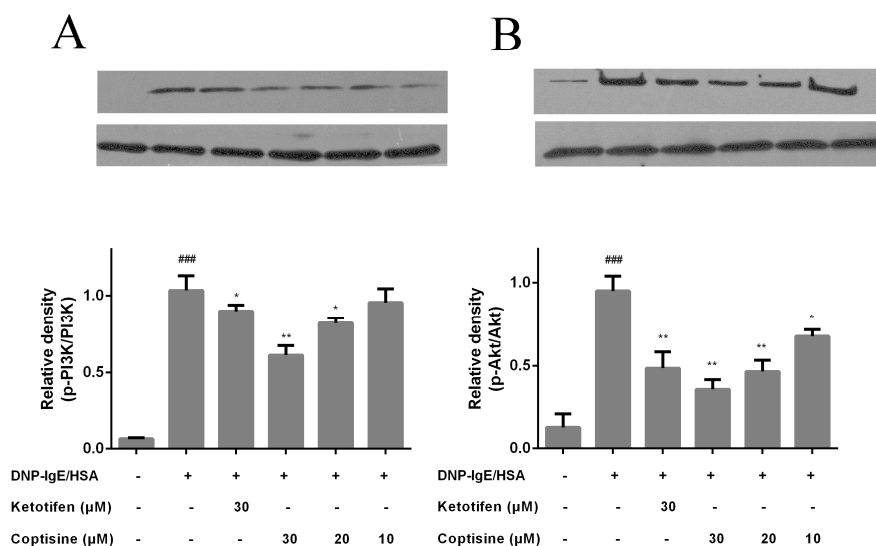 A
B
###
*
**
*
1.0
0.5
0.0
Relative density
(p-PI3K/PI3K)
DNP-IgE/HSA - + + + + +
Ketotifen (μM) - - 30 - - -
Coptisine (μM) - - - 30 20 10
###
**
**
**
*
1.0
0.5
0.0
Relative density
(p-Akt/Akt)
DNP-IgE/HSA - + + + + +
Ketotifen (μM) - - 30 - - -
Coptisine (μM) - - - 30 20 10